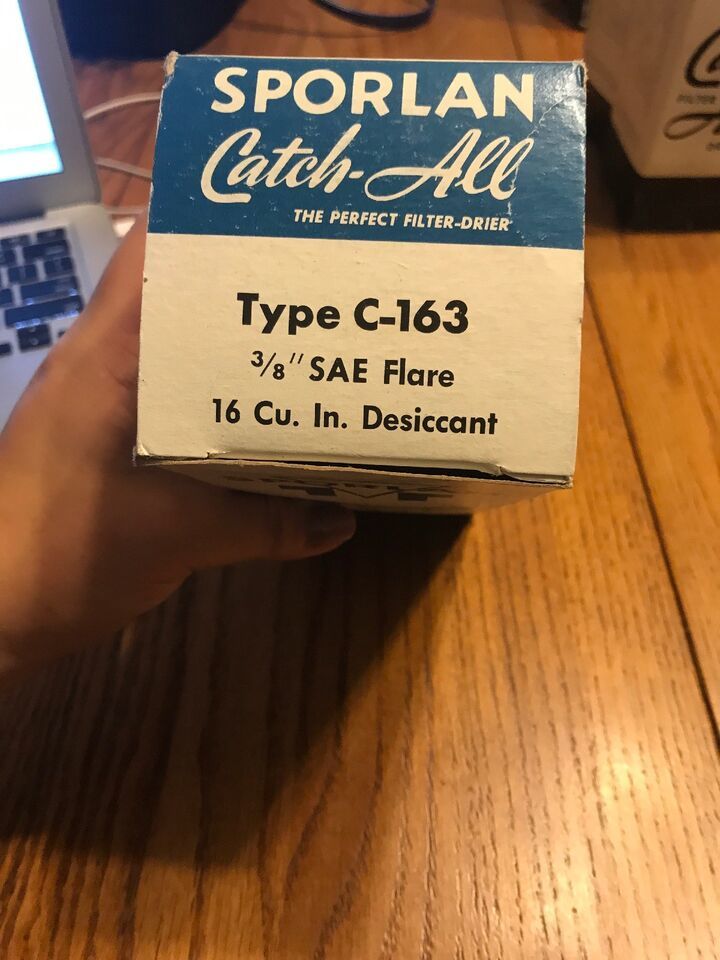 SPORLAN
Catch-All
THE PERFECT FILTER-DRIER
Type C-163
3/8" SAE Flare
16 Cu. In. Desiccant